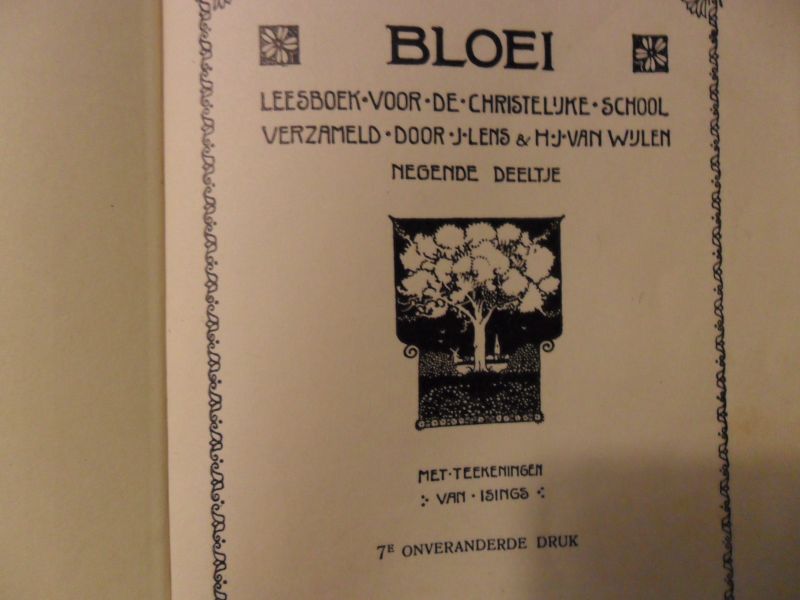 BLOEI
LEESBOEK·VOOR·DE·CHRISTELIJKE·SCHOOL
VERZAMELD·DOOR·J·LENS & H·J·VAN WIJLEN
NEGENDE DEELTJE
MET·TEEKENINGEN
VAN·ISINGS
7E ONVERANDERDE DRUK